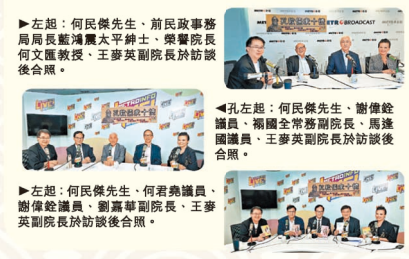 ▶左起：何民傑先生、前民政事務
局局長藍鴻震太平紳士、榮譽院長
何文匯教授、王麥英副院長於訪談
後合照。
◀孔左起：何民傑先生、謝偉銓
議員、禤國全常務副院長、馬逢
國議員、王麥英副院長於訪談後
合照。
▶左起：何民傑先生、何君堯議員、
謝偉銓議員、劉嘉華副院長、王麥
英副院長於訪談後合照。